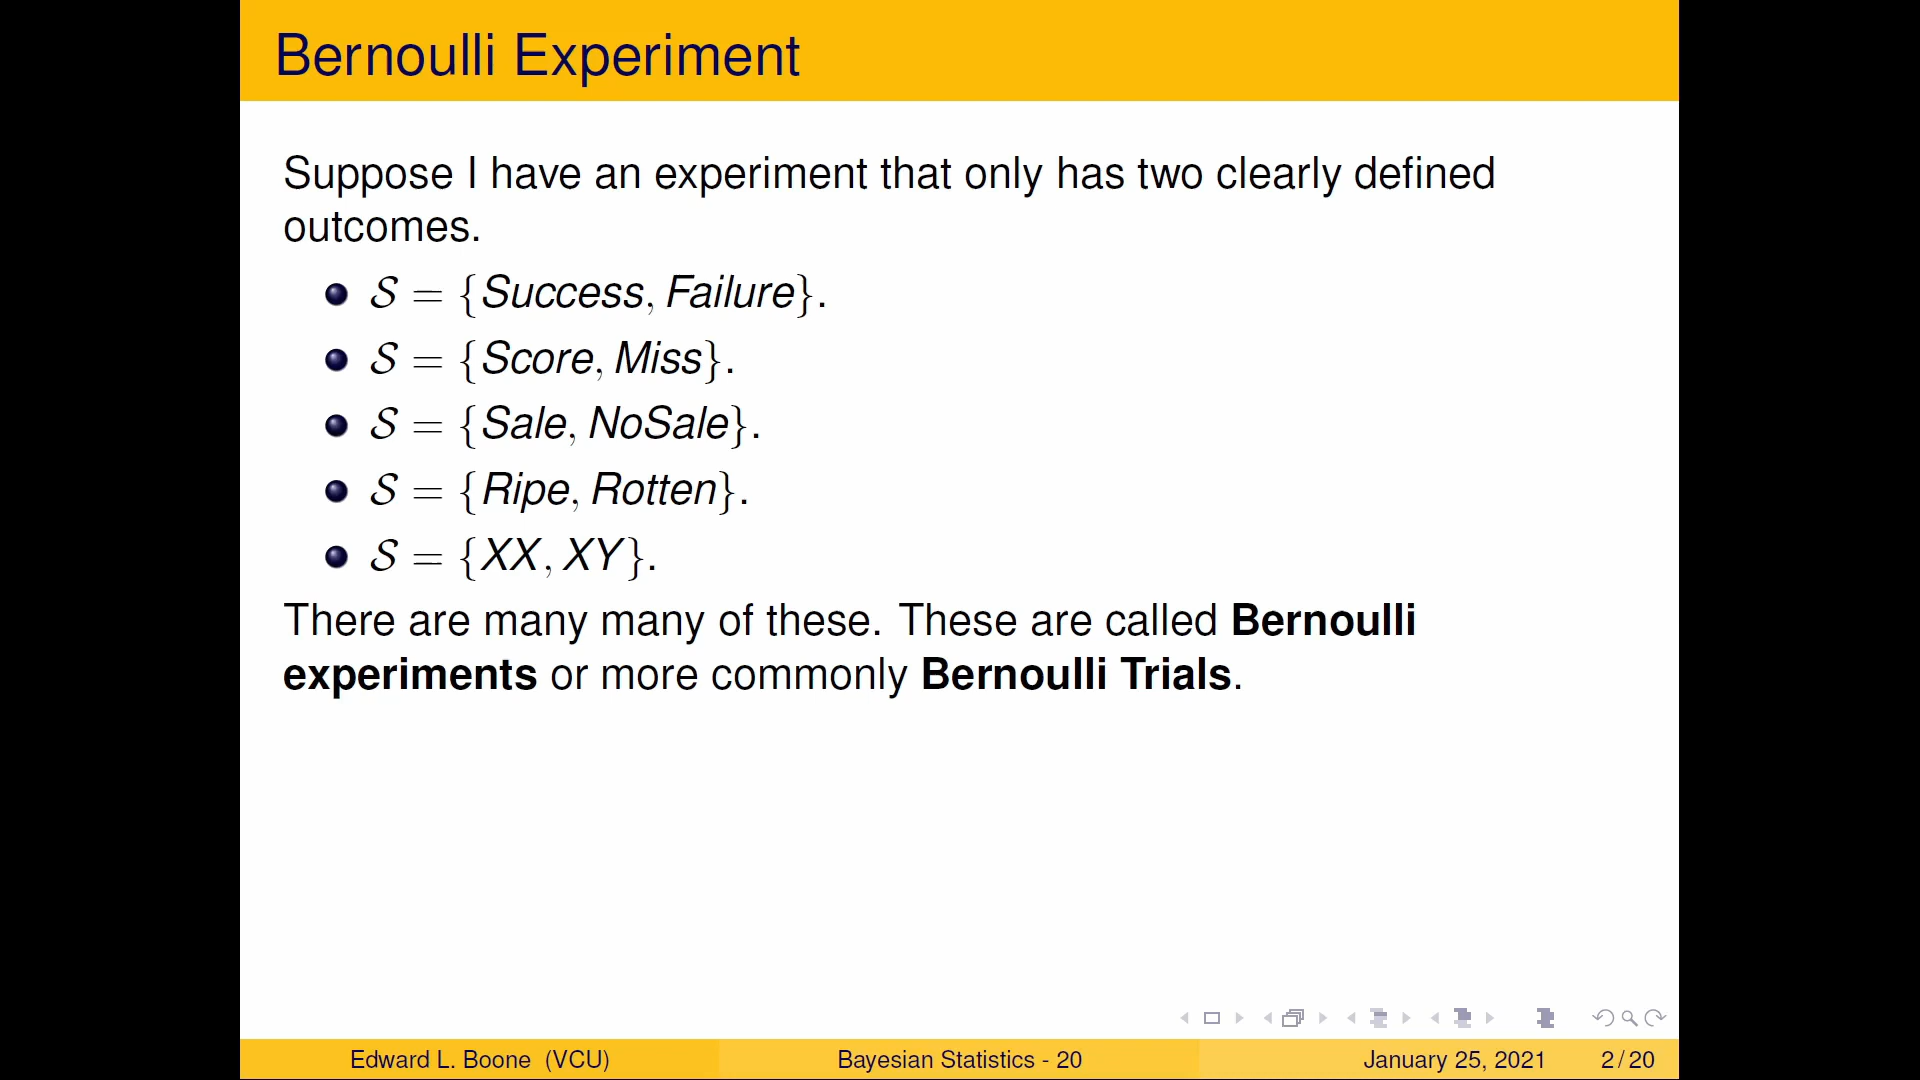 Bernoulli Experiment
Suppose I have an experiment that only has two clearly defined
outcomes.
𝒮 = {Success, Failure}.
𝒮 = {Score, Miss}.
𝒮 = {Sale, NoSale}.
𝒮 = {Ripe, Rotten}.
𝒮 = {XX, XY}.
There are many many of these. These are called Bernoulli
experiments or more commonly Bernoulli Trials.
Edward L. Boone (VCU) Bayesian Statistics - 20 January 25, 2021 2/20